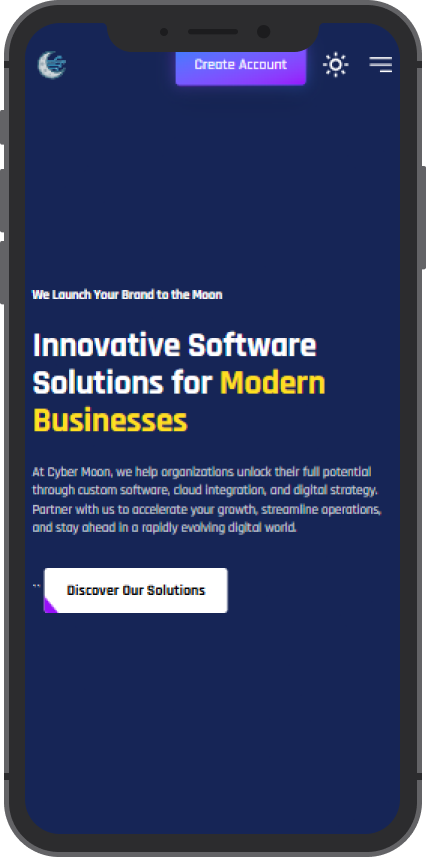 Create Account
We Launch Your Brand to the Moon
Innovative Software
Solutions for Modern
Businesses
At Cyber Moon, we help organizations unlock their full potential
through custom software, cloud integration, and digital strategy.
Partner with us to accelerate your growth, streamline operations,
and stay ahead in a rapidly evolving digital world.
`` Discover Our Solutions